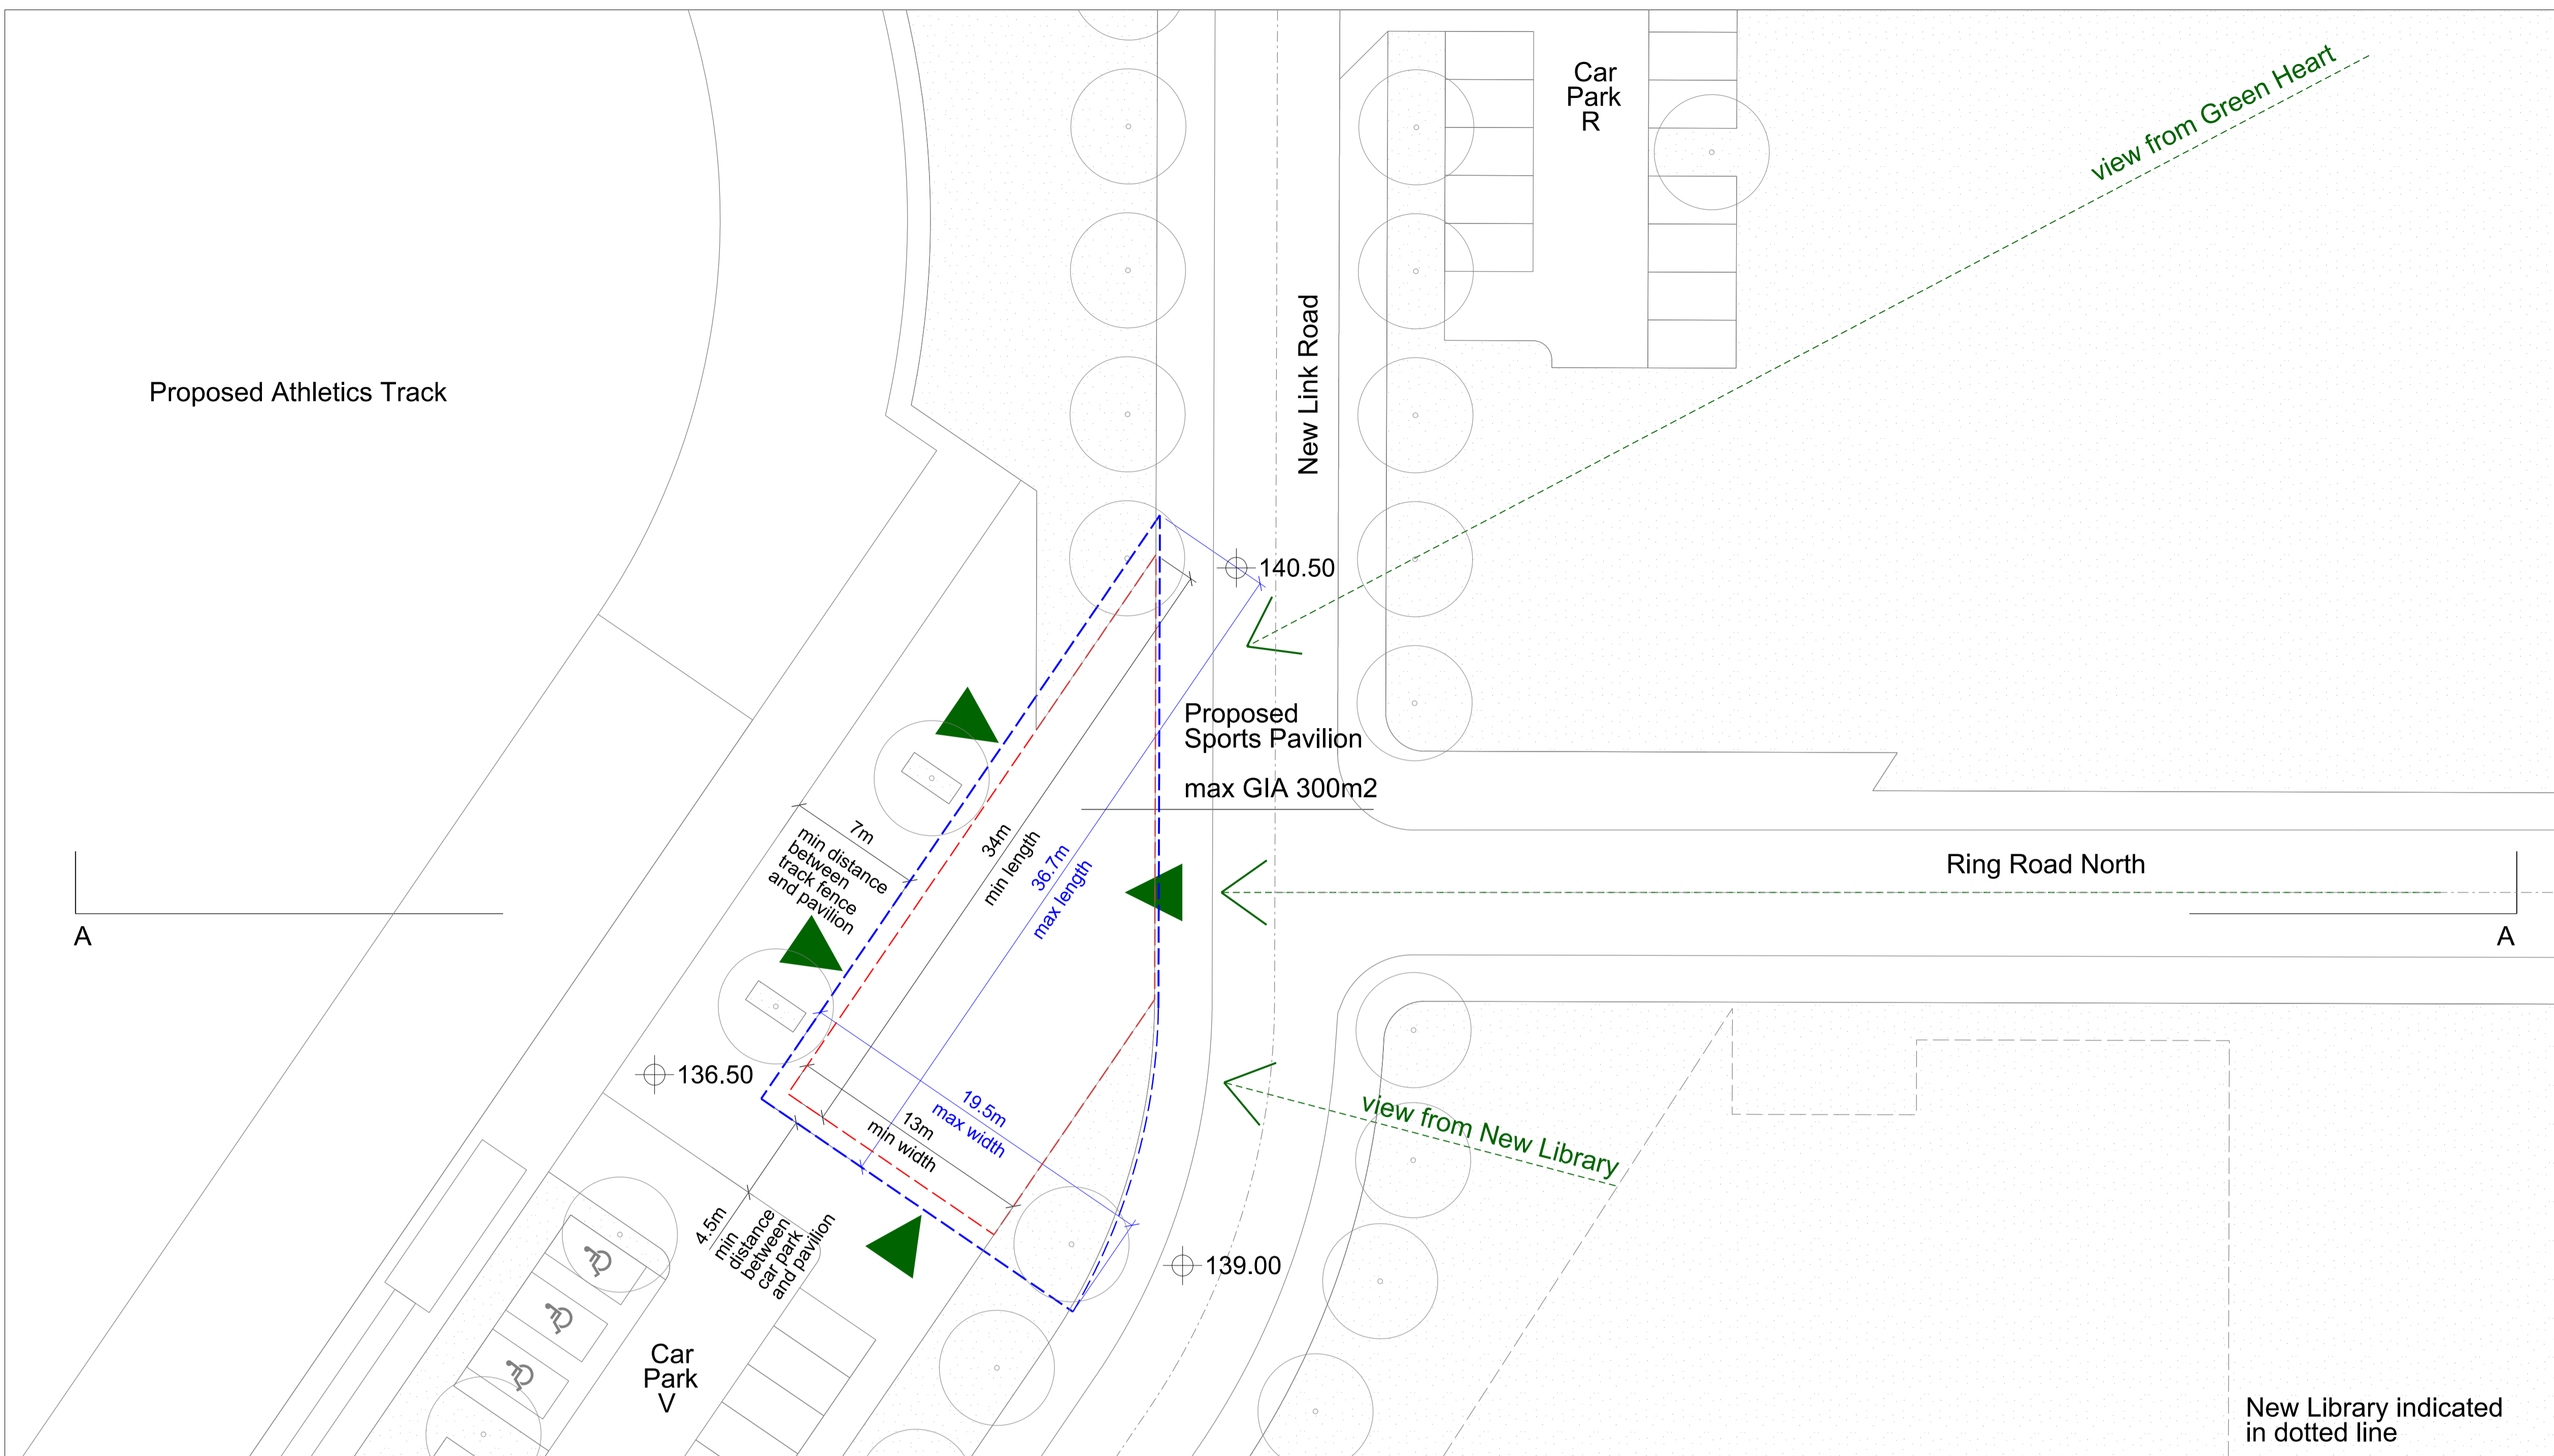 Car
Park
R
view from Green Heart
Proposed Athletics Track
New Link Road
140.50
Proposed
Sports Pavilion
max GIA 300m2
7m
min distance
between
track fence
and pavilion
34m
min length
36.7m
max length
Ring Road North
A
A
136.50
19.5m
max width
13m
min width
view from New Library
4.5m
min
distance
between
car park
and pavilion
139.00
Car
Park
V
New Library indicated
in dotted line